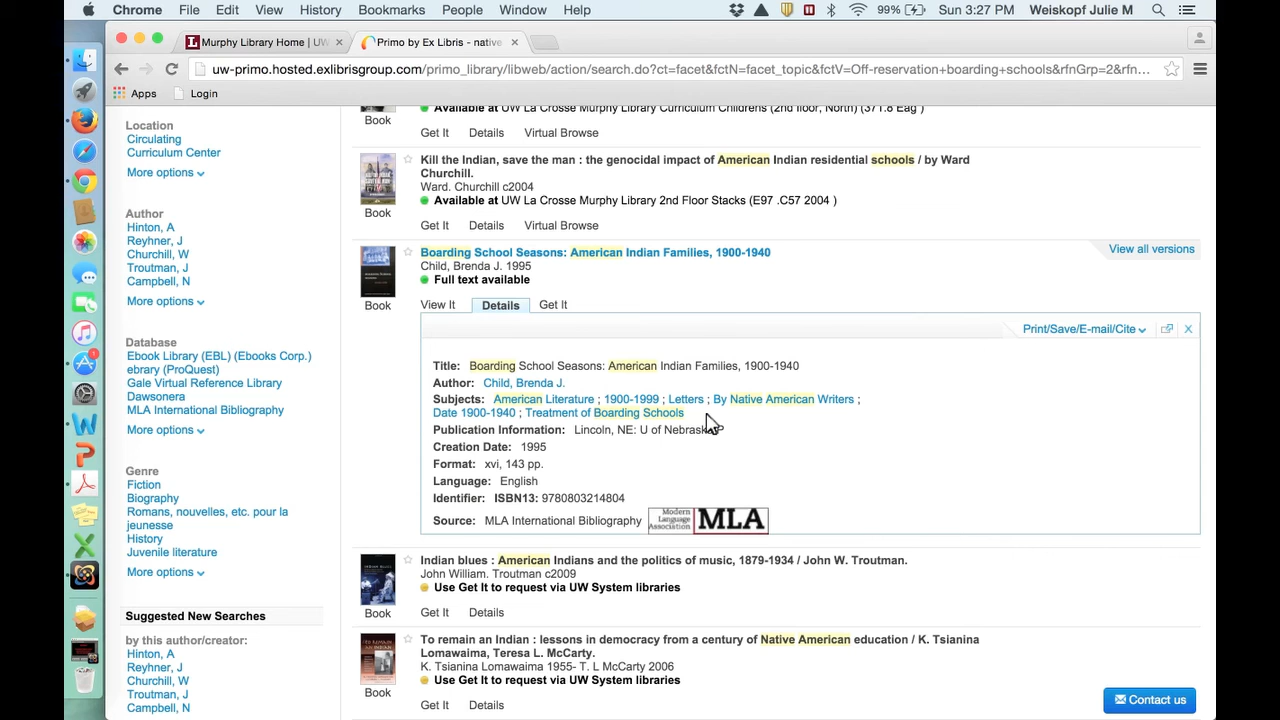 Chrome File Edit View History Bookmarks People Window Help 99% Sun 3:27 PM Weiskopf Julie M
Murphy Library Home | UW × Primo by Ex Libris - native ×
uw-primo.hosted.exlibrisgroup.com/primo_library/libweb/action/search.do?ct=facet&fctN=facet_topic&fctV=Off-reservation+boarding+schools&rfnGrp=2&rfn...
Apps Login
Location
Circulating
Curriculum Center
More options
Author
Hinton, A
Reyhner, J
Churchill, W
Troutman, J
Campbell, N
More options
Database
Ebook Library (EBL) (Ebooks Corp.)
ebrary (ProQuest)
Gale Virtual Reference Library
Dawsonera
MLA International Bibliography
More options
Genre
Fiction
Biography
Romans, nouvelles, etc. pour la
jeunesse
History
Juvenile literature
More options
Suggested New Searches
by this author/creator:
Hinton, A
Reyhner, J
Churchill, W
Troutman, J
Campbell, N
Available at UW La Crosse Murphy Library Curriculum Childrens (2nd floor, North) (371.8 Eag )
Book
Get It Details Virtual Browse
Kill the Indian, save the man : the genocidal impact of American Indian residential schools / by Ward
Churchill.
Ward. Churchill c2004
Available at UW La Crosse Murphy Library 2nd Floor Stacks (E97 .C57 2004 )
Book
Get It Details Virtual Browse
Boarding School Seasons: American Indian Families, 1900-1940
View all versions
Child, Brenda J. 1995
Full text available
Book
View It Details Get It
Print/Save/E-mail/Cite
Title: Boarding School Seasons: American Indian Families, 1900-1940
Author: Child, Brenda J.
Subjects: American Literature ; 1900-1999 ; Letters ; By Native American Writers ;
Date 1900-1940 ; Treatment of Boarding Schools
Publication Information: Lincoln, NE: U of Nebrask
Creation Date: 1995
Format: xvi, 143 pp.
Language: English
Identifier: ISBN13: 9780803214804
Source: MLA International Bibliography Modern Language Association MLA
Indian blues : American Indians and the politics of music, 1879-1934 / John W. Troutman.
John William. Troutman c2009
Use Get It to request via UW System libraries
Book
Get It Details
To remain an Indian : lessons in democracy from a century of Native American education / K. Tsianina
Lomawaima, Teresa L. McCarty.
K. Tsianina Lomawaima 1955- T. L McCarty 2006
Use Get It to request via UW System libraries
Book
Get It Details
Contact us